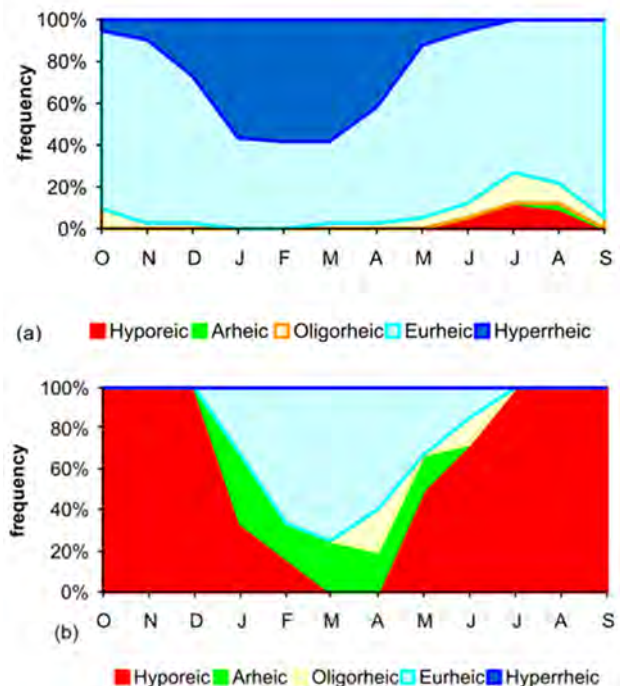 100%
80%
60%
40%
20%
0%
frequency
O N D J F M A M J J A S
(a)
Hyporeic Arheic Oligorheic Eurheic Hyperrheic
100%
80%
60%
40%
20%
0%
frequency
O N D J F M A M J J A S
(b)
Hyporeic Arheic Oligorheic Eurheic Hyperrheic